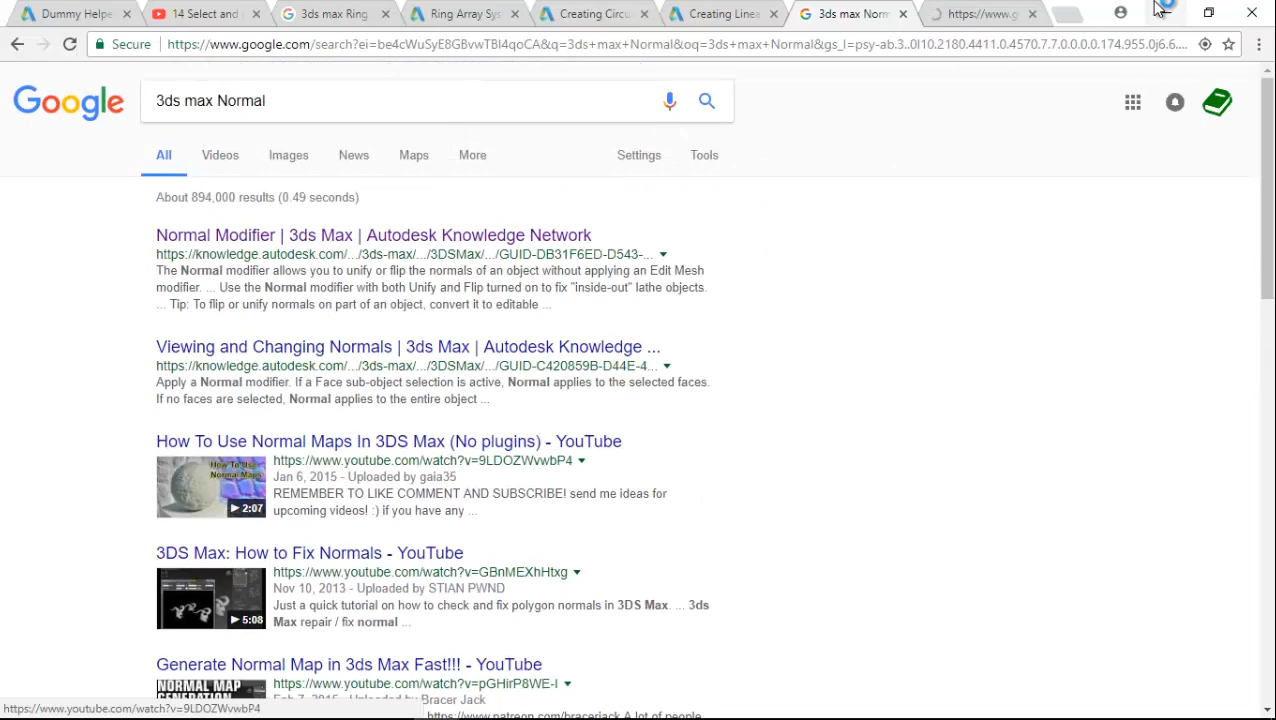 Dummy Helpe
14 Select and
3ds max Ring
Ring Array Sys
Creating Circu
Creating Linea
3ds max Norm
https://www.g
Secure
https://www.google.com/search?ei=be4cWuSyE8GBvwTBI4qoCA&q=3ds+max+Normal&oq=3ds+max+Normal&gs_l=psy-ab.3..0l10.2180.4411.0.4570.7.7.0.0.0.0.174.955.0j6.6....
Google
3ds max Normal
All Videos Images News Maps More Settings Tools
About 894,000 results (0.49 seconds)
Normal Modifier | 3ds Max | Autodesk Knowledge Network
https://knowledge.autodesk.com/.../3ds-max/.../3DSMax/.../GUID-DB31F6ED-D543-...
The Normal modifier allows you to unify or flip the normals of an object without applying an Edit Mesh
modifier. ... Use the Normal modifier with both Unify and Flip turned on to fix "inside-out" lathe objects.
... Tip: To flip or unify normals on part of an object, convert it to editable ...
Viewing and Changing Normals | 3ds Max | Autodesk Knowledge ...
https://knowledge.autodesk.com/.../3ds-max/.../3DSMax/.../GUID-C420859B-D44E-4...
Apply a Normal modifier. If a Face sub-object selection is active, Normal applies to the selected faces.
If no faces are selected, Normal applies to the entire object ...
How To Use Normal Maps In 3DS Max (No plugins) - YouTube
How To Use
Normal Maps
2:07
https://www.youtube.com/watch?v=9LDOZWvwbP4
Jan 6, 2015 - Uploaded by gaia35
REMEMBER TO LIKE COMMENT AND SUBSCRIBE! send me ideas for
upcoming videos! :) if you have any ...
3DS Max: How to Fix Normals - YouTube
5:08
https://www.youtube.com/watch?v=GBnMEXhHtxg
Nov 10, 2013 - Uploaded by STIAN PWND
Just a quick tutorial on how to check and fix polygon normals in 3DS Max. ... 3ds
Max repair / fix normal ...
Generate Normal Map in 3ds Max Fast!!! - YouTube
NORMAL MAP
GENERATION
https://www.youtube.com/watch?v=pGHirP8WE-I
Feb 7, 2015 - Uploaded by Bracer Jack
https://www.patreon.com/bracerjack A lot of people
https://www.youtube.com/watch?v=9LDOZWvwbP4